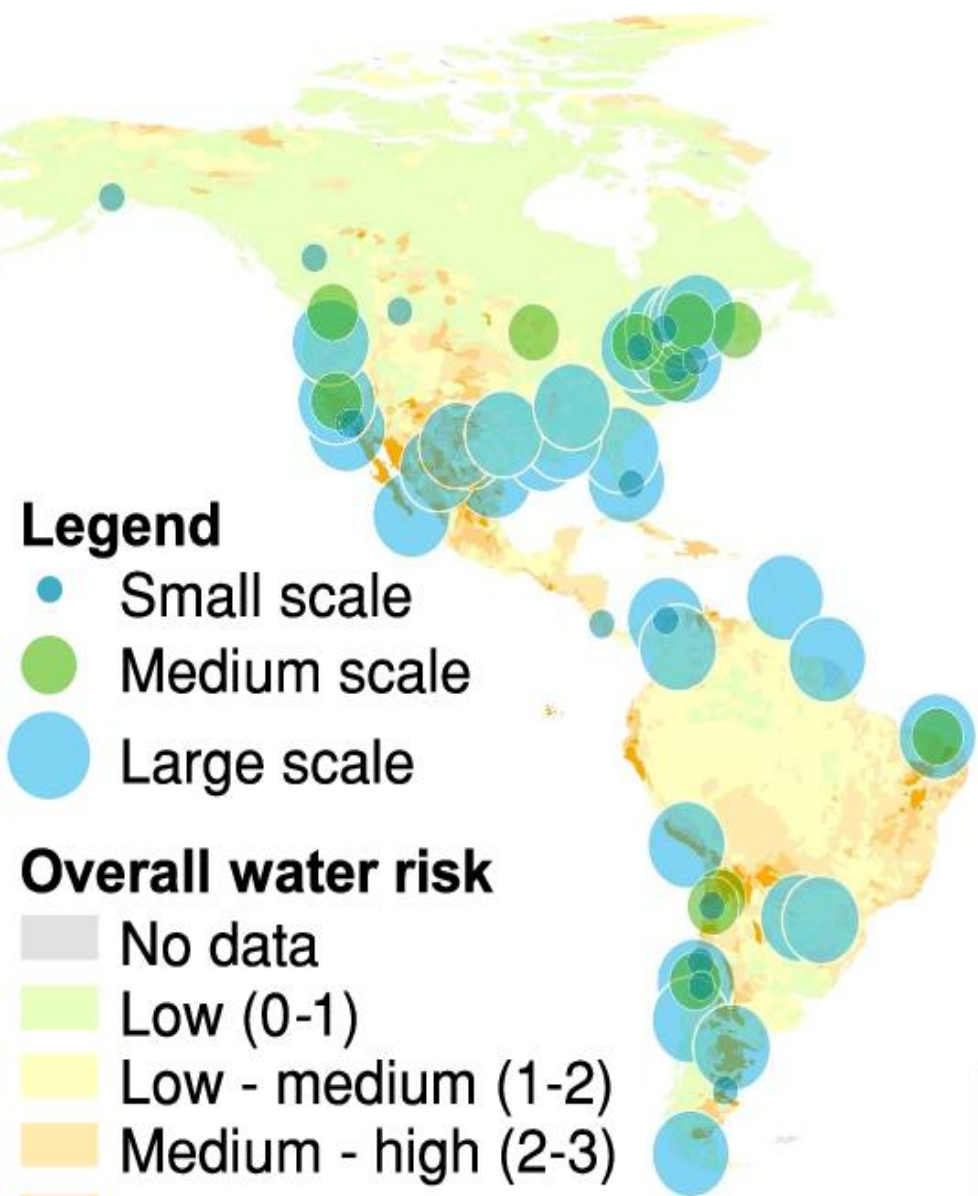 Legend
Small scale
Medium scale
Large scale
Overall water risk
No data
Low (0-1)
Low - medium (1-2)
Medium - high (2-3)